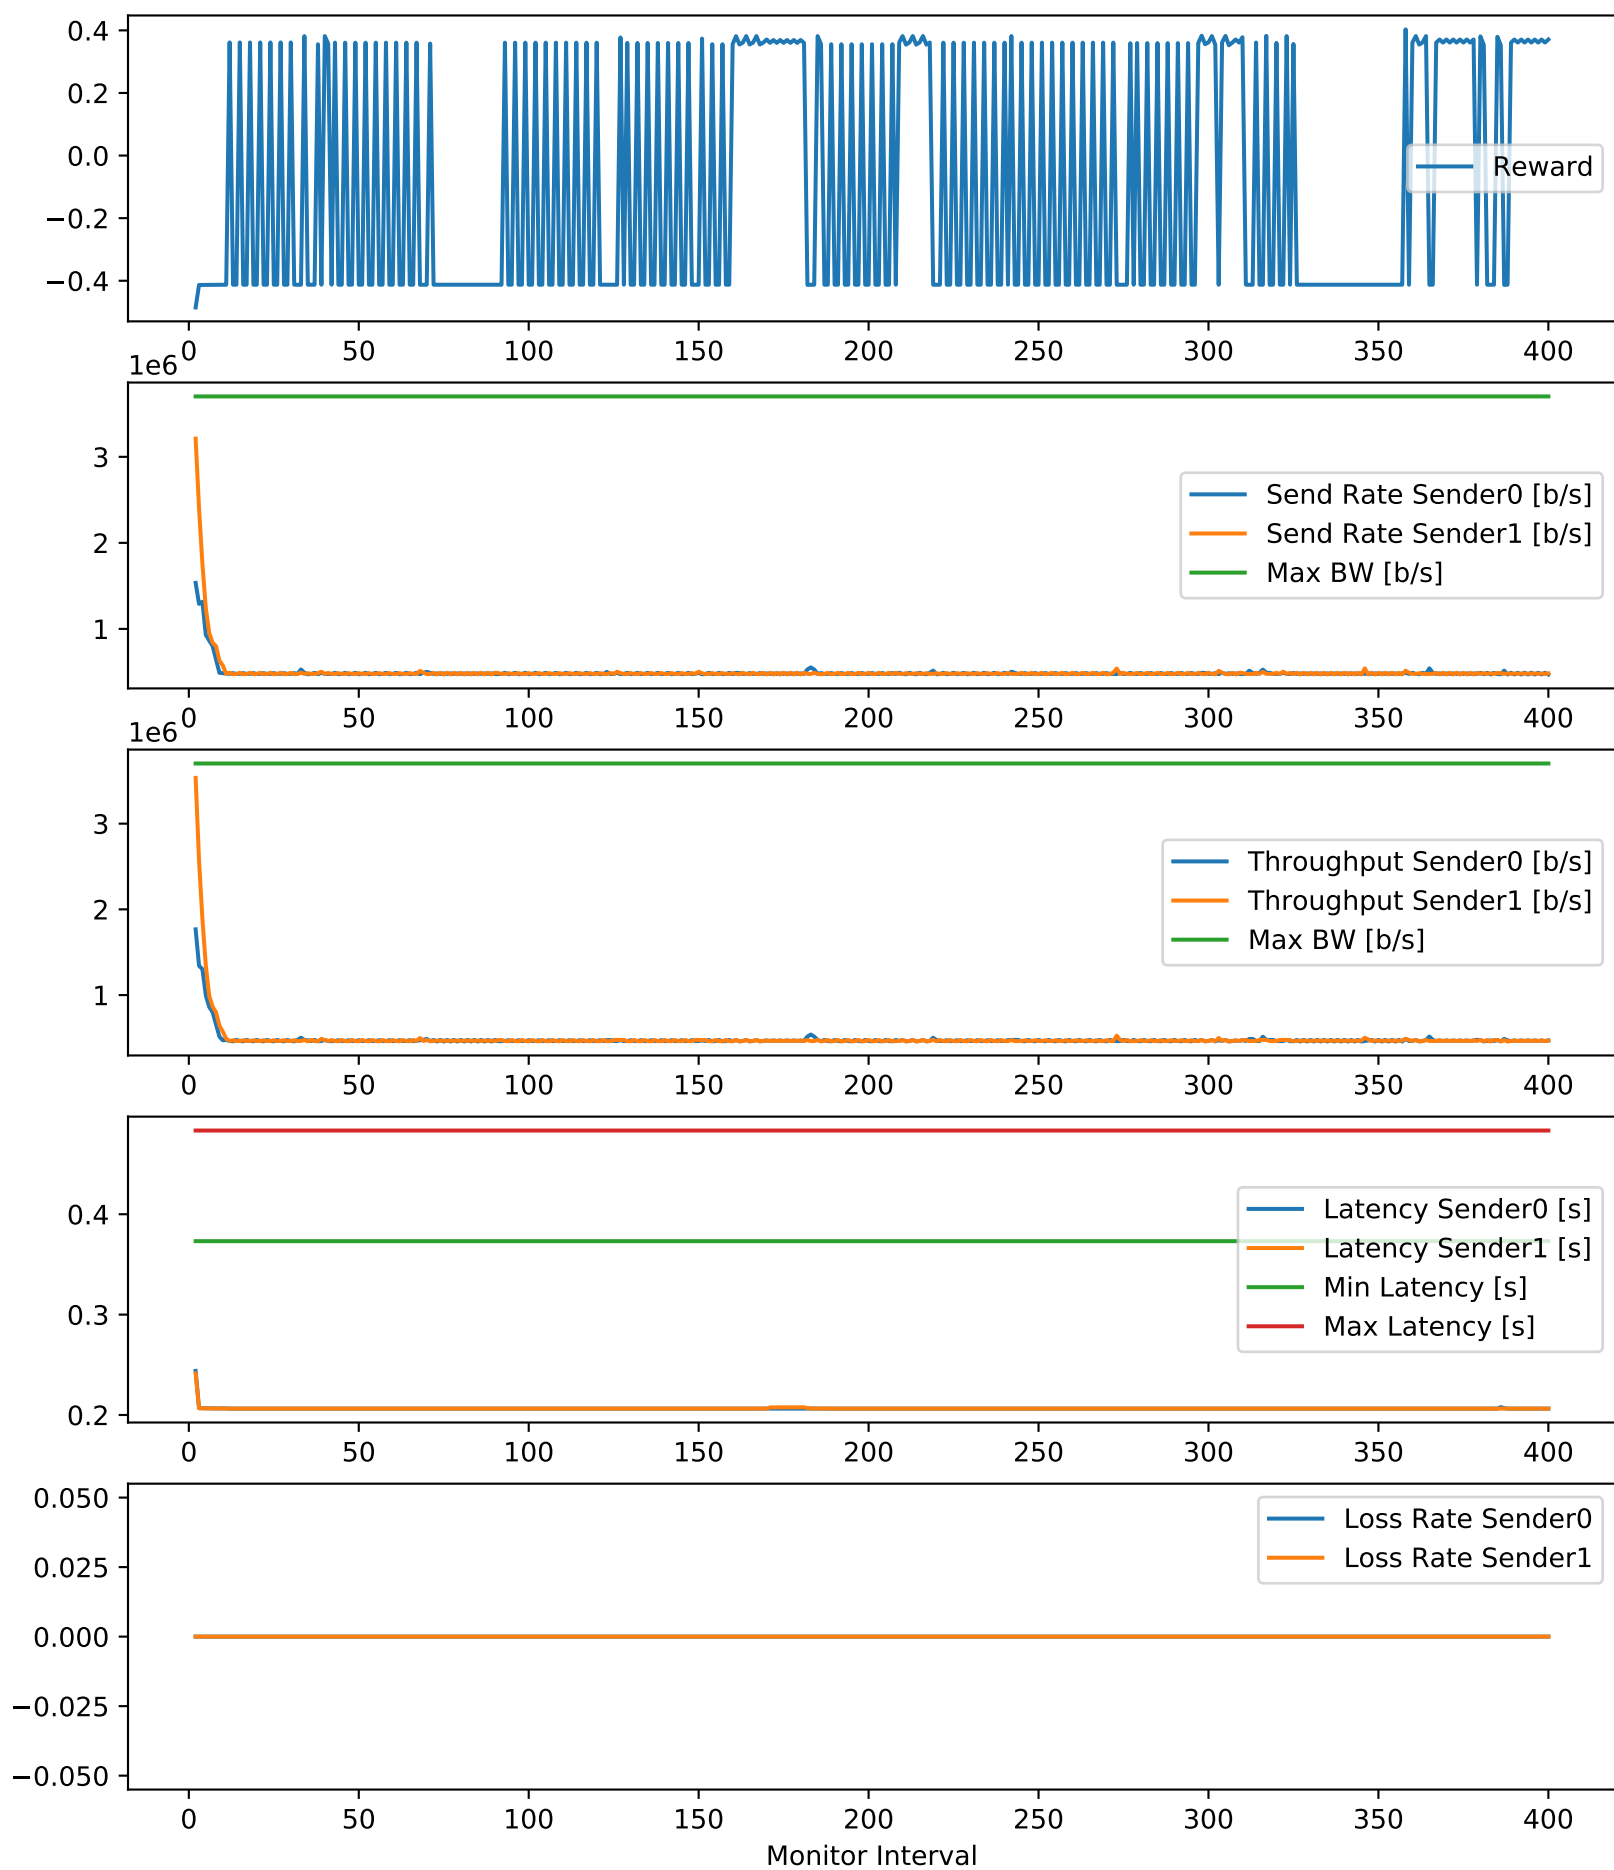 0.4
0.2
0.0
−0.2
−0.4
Reward
0 50 100 150 200 250 300 350 400
1e6
3
2
1
Send Rate Sender0 [b/s]
Send Rate Sender1 [b/s]
Max BW [b/s]
0 50 100 150 200 250 300 350 400
1e6
3
2
1
Throughput Sender0 [b/s]
Throughput Sender1 [b/s]
Max BW [b/s]
0 50 100 150 200 250 300 350 400
0.4
0.3
0.2
Latency Sender0 [s]
Latency Sender1 [s]
Min Latency [s]
Max Latency [s]
0 50 100 150 200 250 300 350 400
0.050
0.025
0.000
−0.025
−0.050
Loss Rate Sender0
Loss Rate Sender1
0 50 100 150 200 250 300 350 400
Monitor Interval